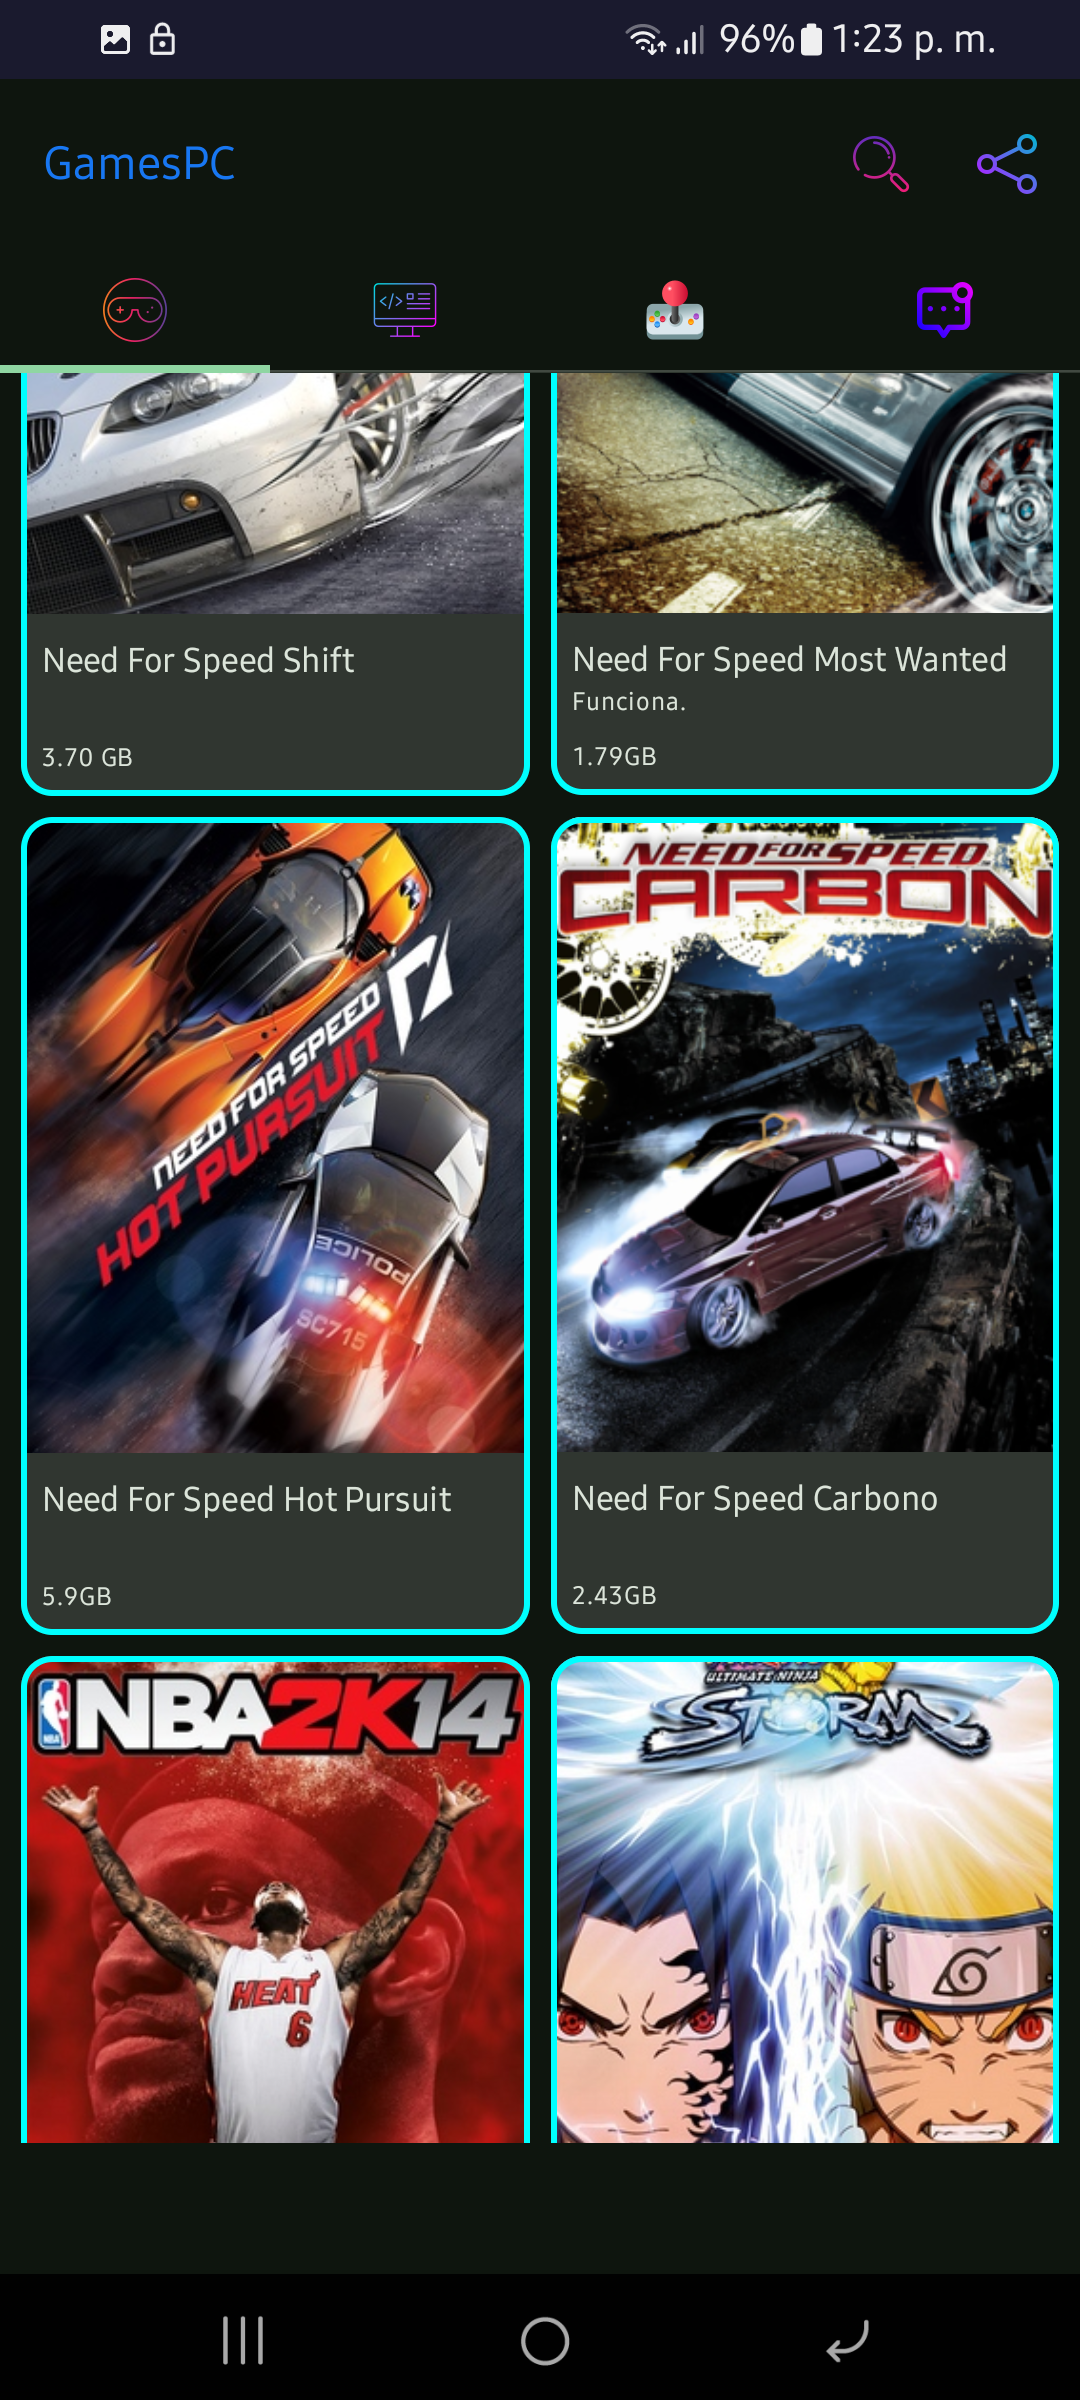 96% 1:23 p. m.
GamesPC
Need For Speed Shift
3.70 GB
Need For Speed Most Wanted
Funciona.
1.79GB
NEED FOR SPEED
HOT PURSUIT
POLICE
SC715
Need For Speed Hot Pursuit
5.9GB
NEED FOR SPEED
CARBON
Need For Speed Carbono
2.43GB
NBA 2K14
NBA
HEAT
6
ULTIMATE NINJA
STORM